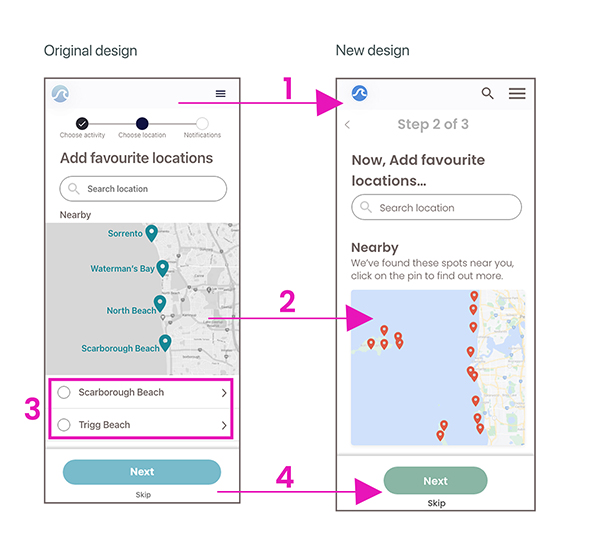 Original design
New design
1
Choose activity Choose location Notifications
Add favourite locations
Search location
Nearby
Sorrento
Waterman's Bay
North Beach
Scarborough Beach
Scarborough Beach
Trigg Beach
Next
Skip
Step 2 of 3
Now, Add favourite
locations...
Search location
Nearby
We've found these spots near you,
click on the pin to find out more.
2
3
4
Next
Skip